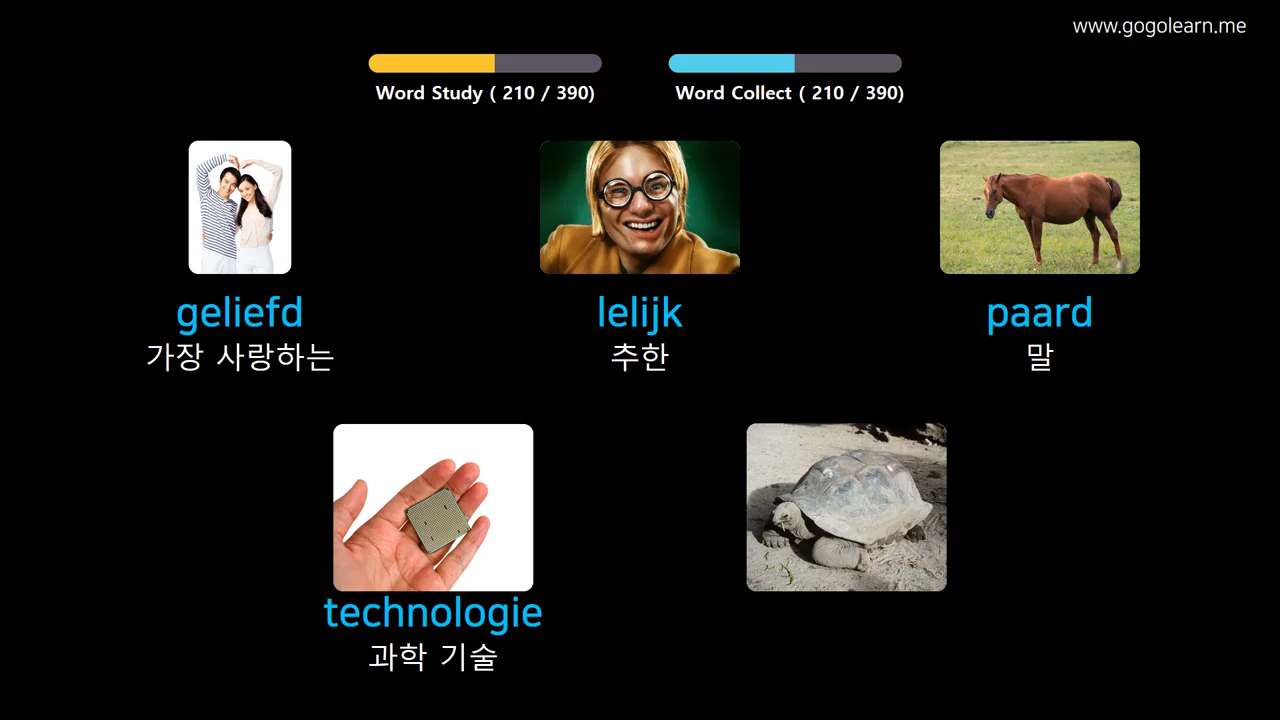 www.gogolearn.me
Word Study ( 210 / 390)
Word Collect ( 210 / 390)
geliefd
가장 사랑하는
lelijk
추한
paard
말
technologie
과학 기술